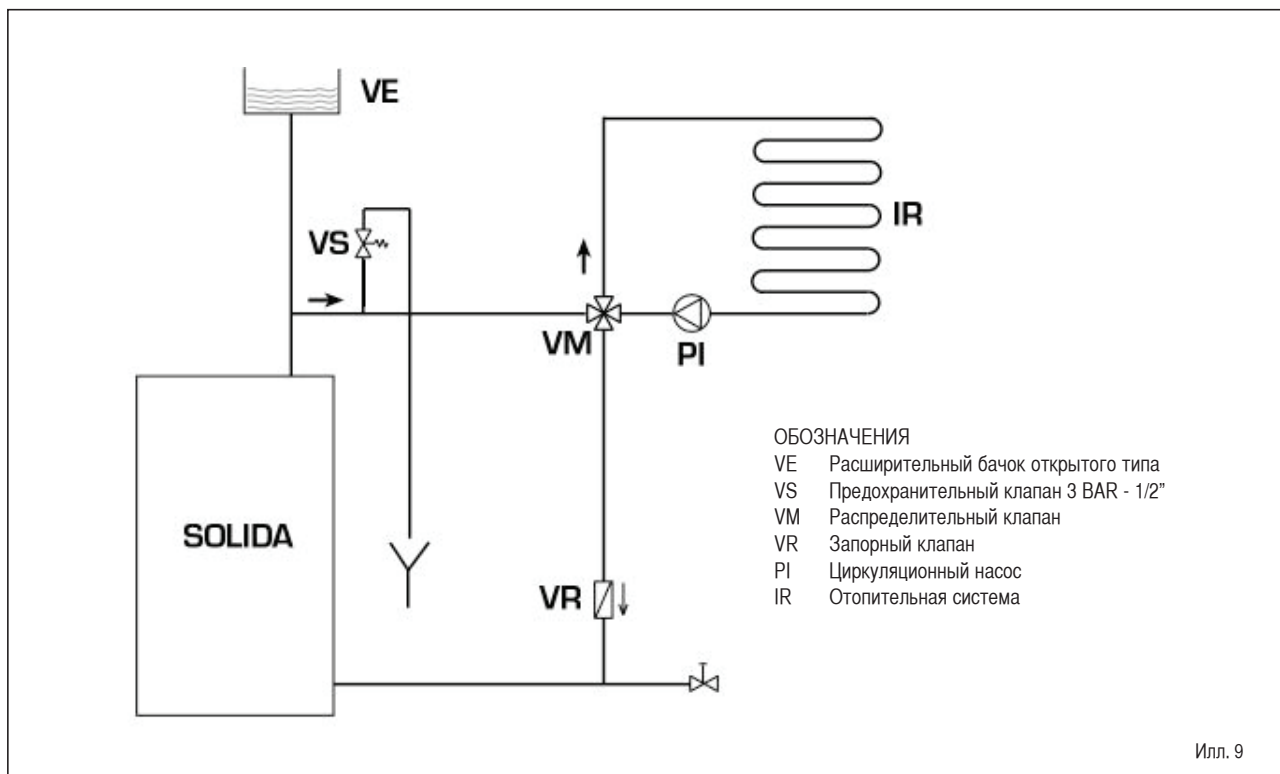 VE
VS
IR
VM
PI
ОБОЗНАЧЕНИЯ
VE Расширительный бачок открытого типа
VS Предохранительный клапан 3 BAR - 1/2”
VM Распределительный клапан
VR Запорный клапан
PI Циркуляционный насос
IR Отопительная система
SOLIDA
VR
Илл. 9